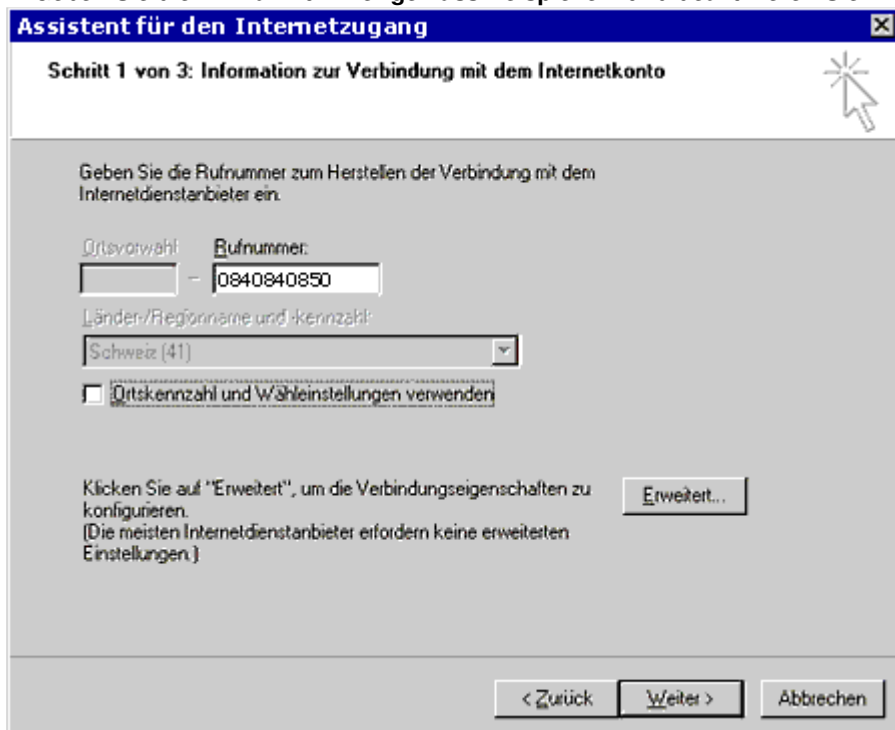 Assistent für den Internetzugang
Schritt 1 von 3: Information zur Verbindung mit dem Internetkonto
Geben Sie die Rufnummer zum Herstellen der Verbindung mit dem
Internetdienstanbieter ein.
Ortsvorwahl Rufnummer:
– 0840840850
Länder-/Regionname und -kennzahl:
Schweiz (41)
Ortskennzahl und Wähleinstellungen verwenden
Klicken Sie auf "Erweitert", um die Verbindungseigenschaften zu
konfigurieren.
Erweitert...
(Die meisten Internetdienstanbieter erfordern keine erweiterten
Einstellungen.)
< Zurück Weiter > Abbrechen